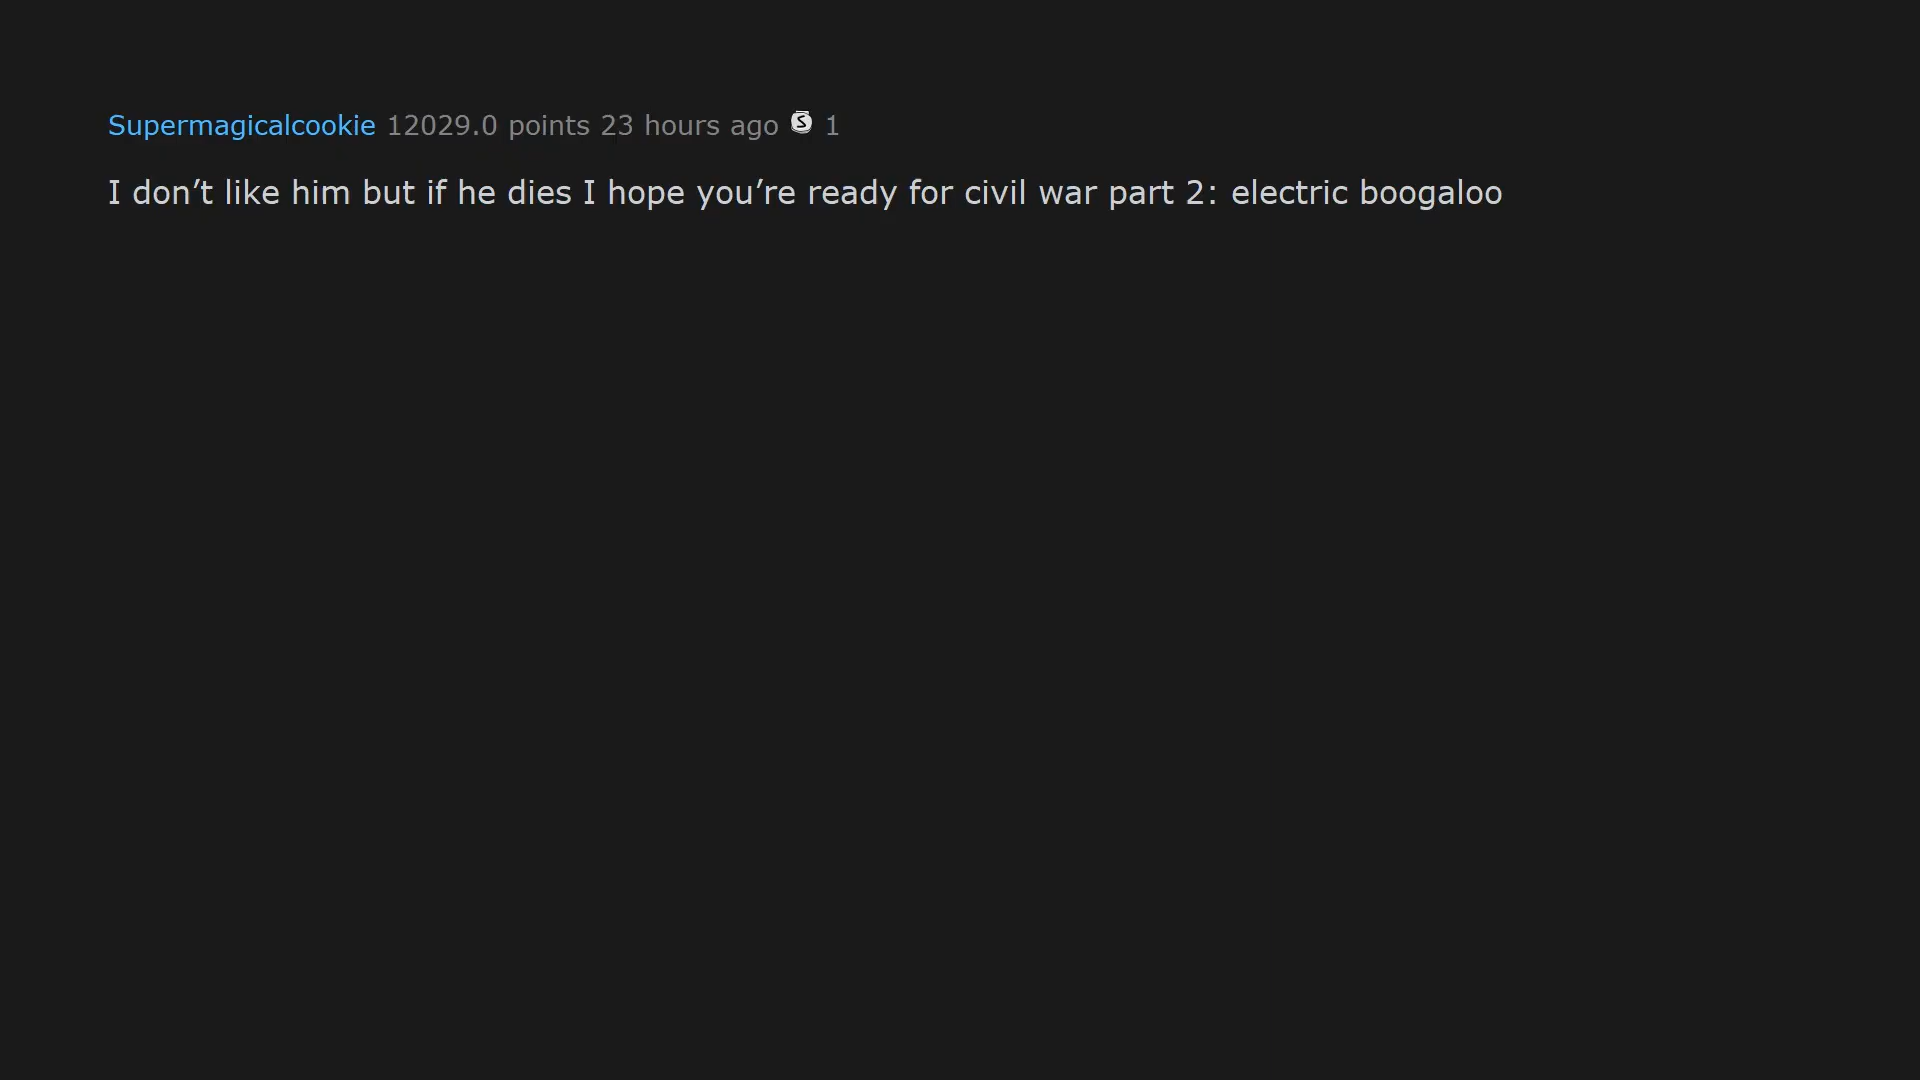 Supermagicalcookie 12029.0 points 23 hours ago S 1
I don’t like him but if he dies I hope you’re ready for civil war part 2: electric boogaloo